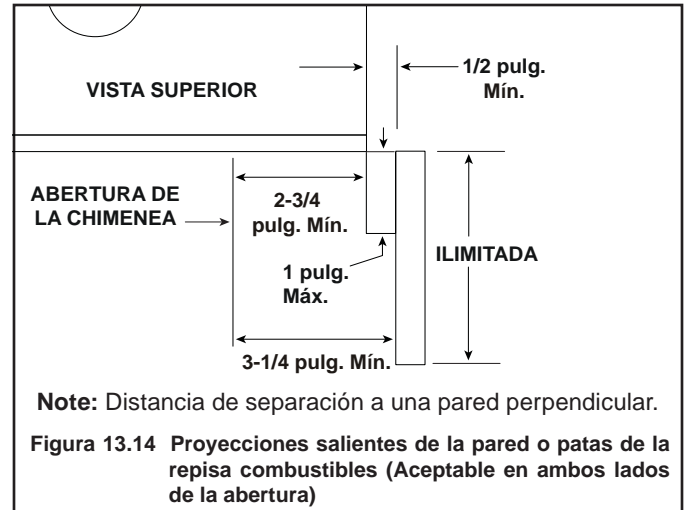 VISTA SUPERIOR
1/2 pulg.
Mín.
ABERTURA DE
LA CHIMENEA
2-3/4
pulg. Mín.
1 pulg.
Máx.
ILIMITADA
3-1/4 pulg. Mín.
Note: Distancia de separación a una pared perpendicular.
Figura 13.14 Proyecciones salientes de la pared o patas de la
repisa combustibles (Aceptable en ambos lados
de la abertura)